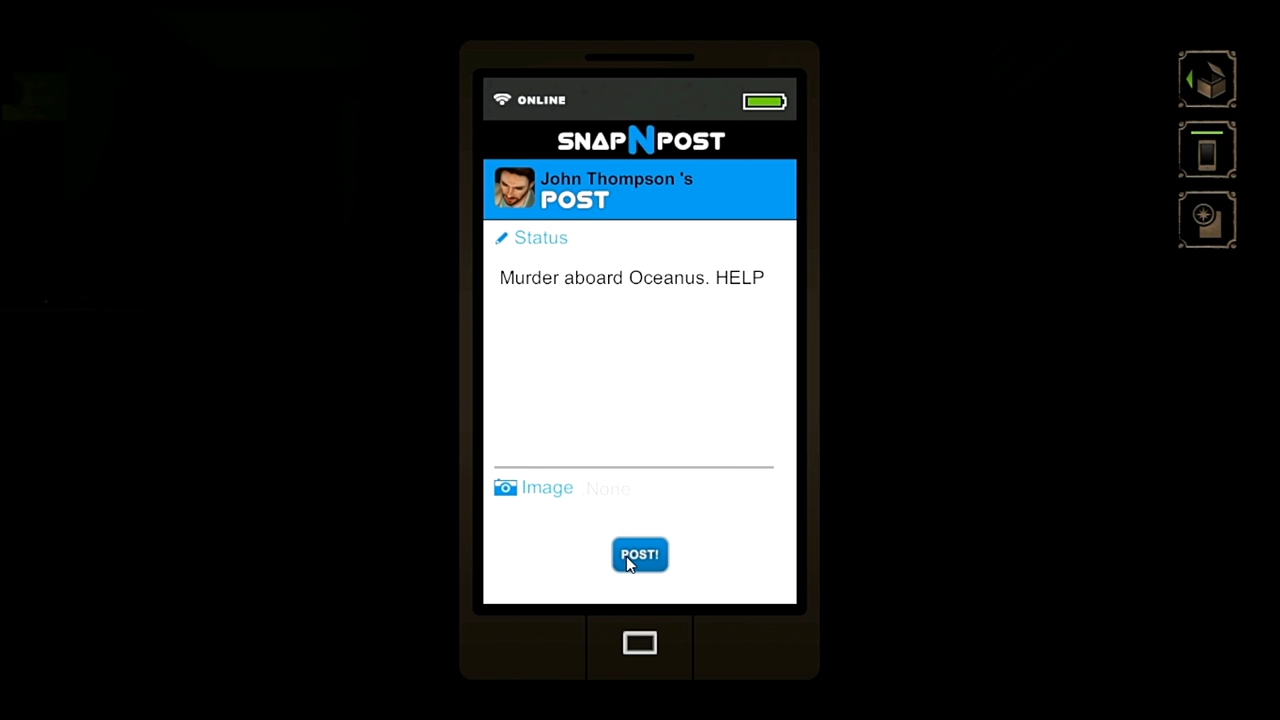 ONLINE
SNAPNPOST
John Thompson 's
POST
Status
Murder aboard Oceanus. HELP
Image .None
POST!